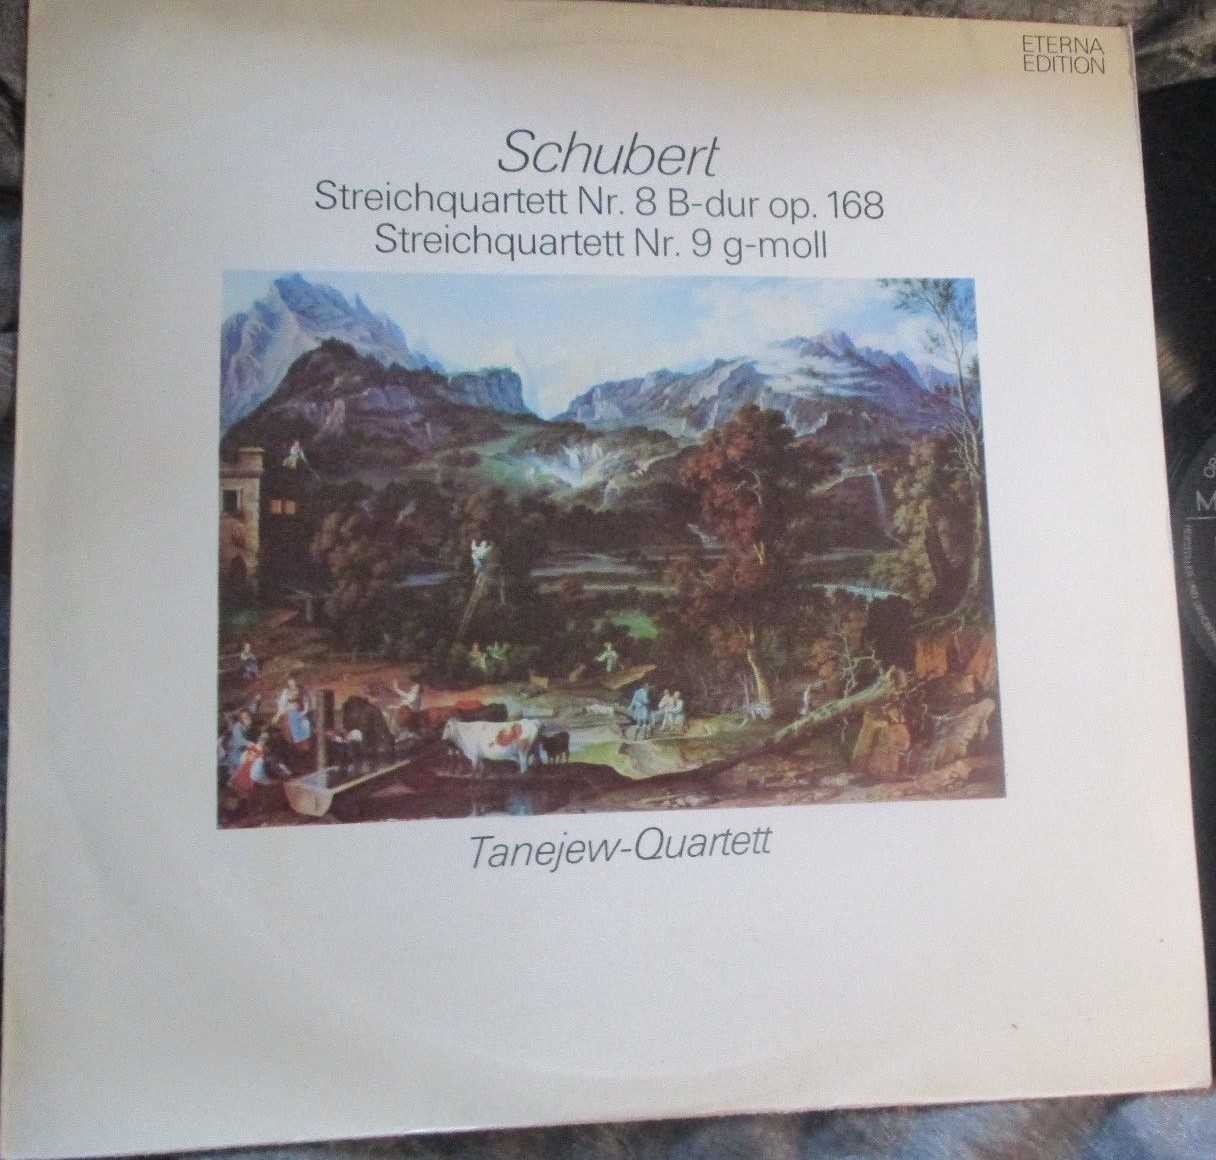 ETERNA
EDITION
Schubert
Streichquartett Nr. 8 B-dur op. 168
Streichquartett Nr. 9 g-moll
Tanejew-Quartett